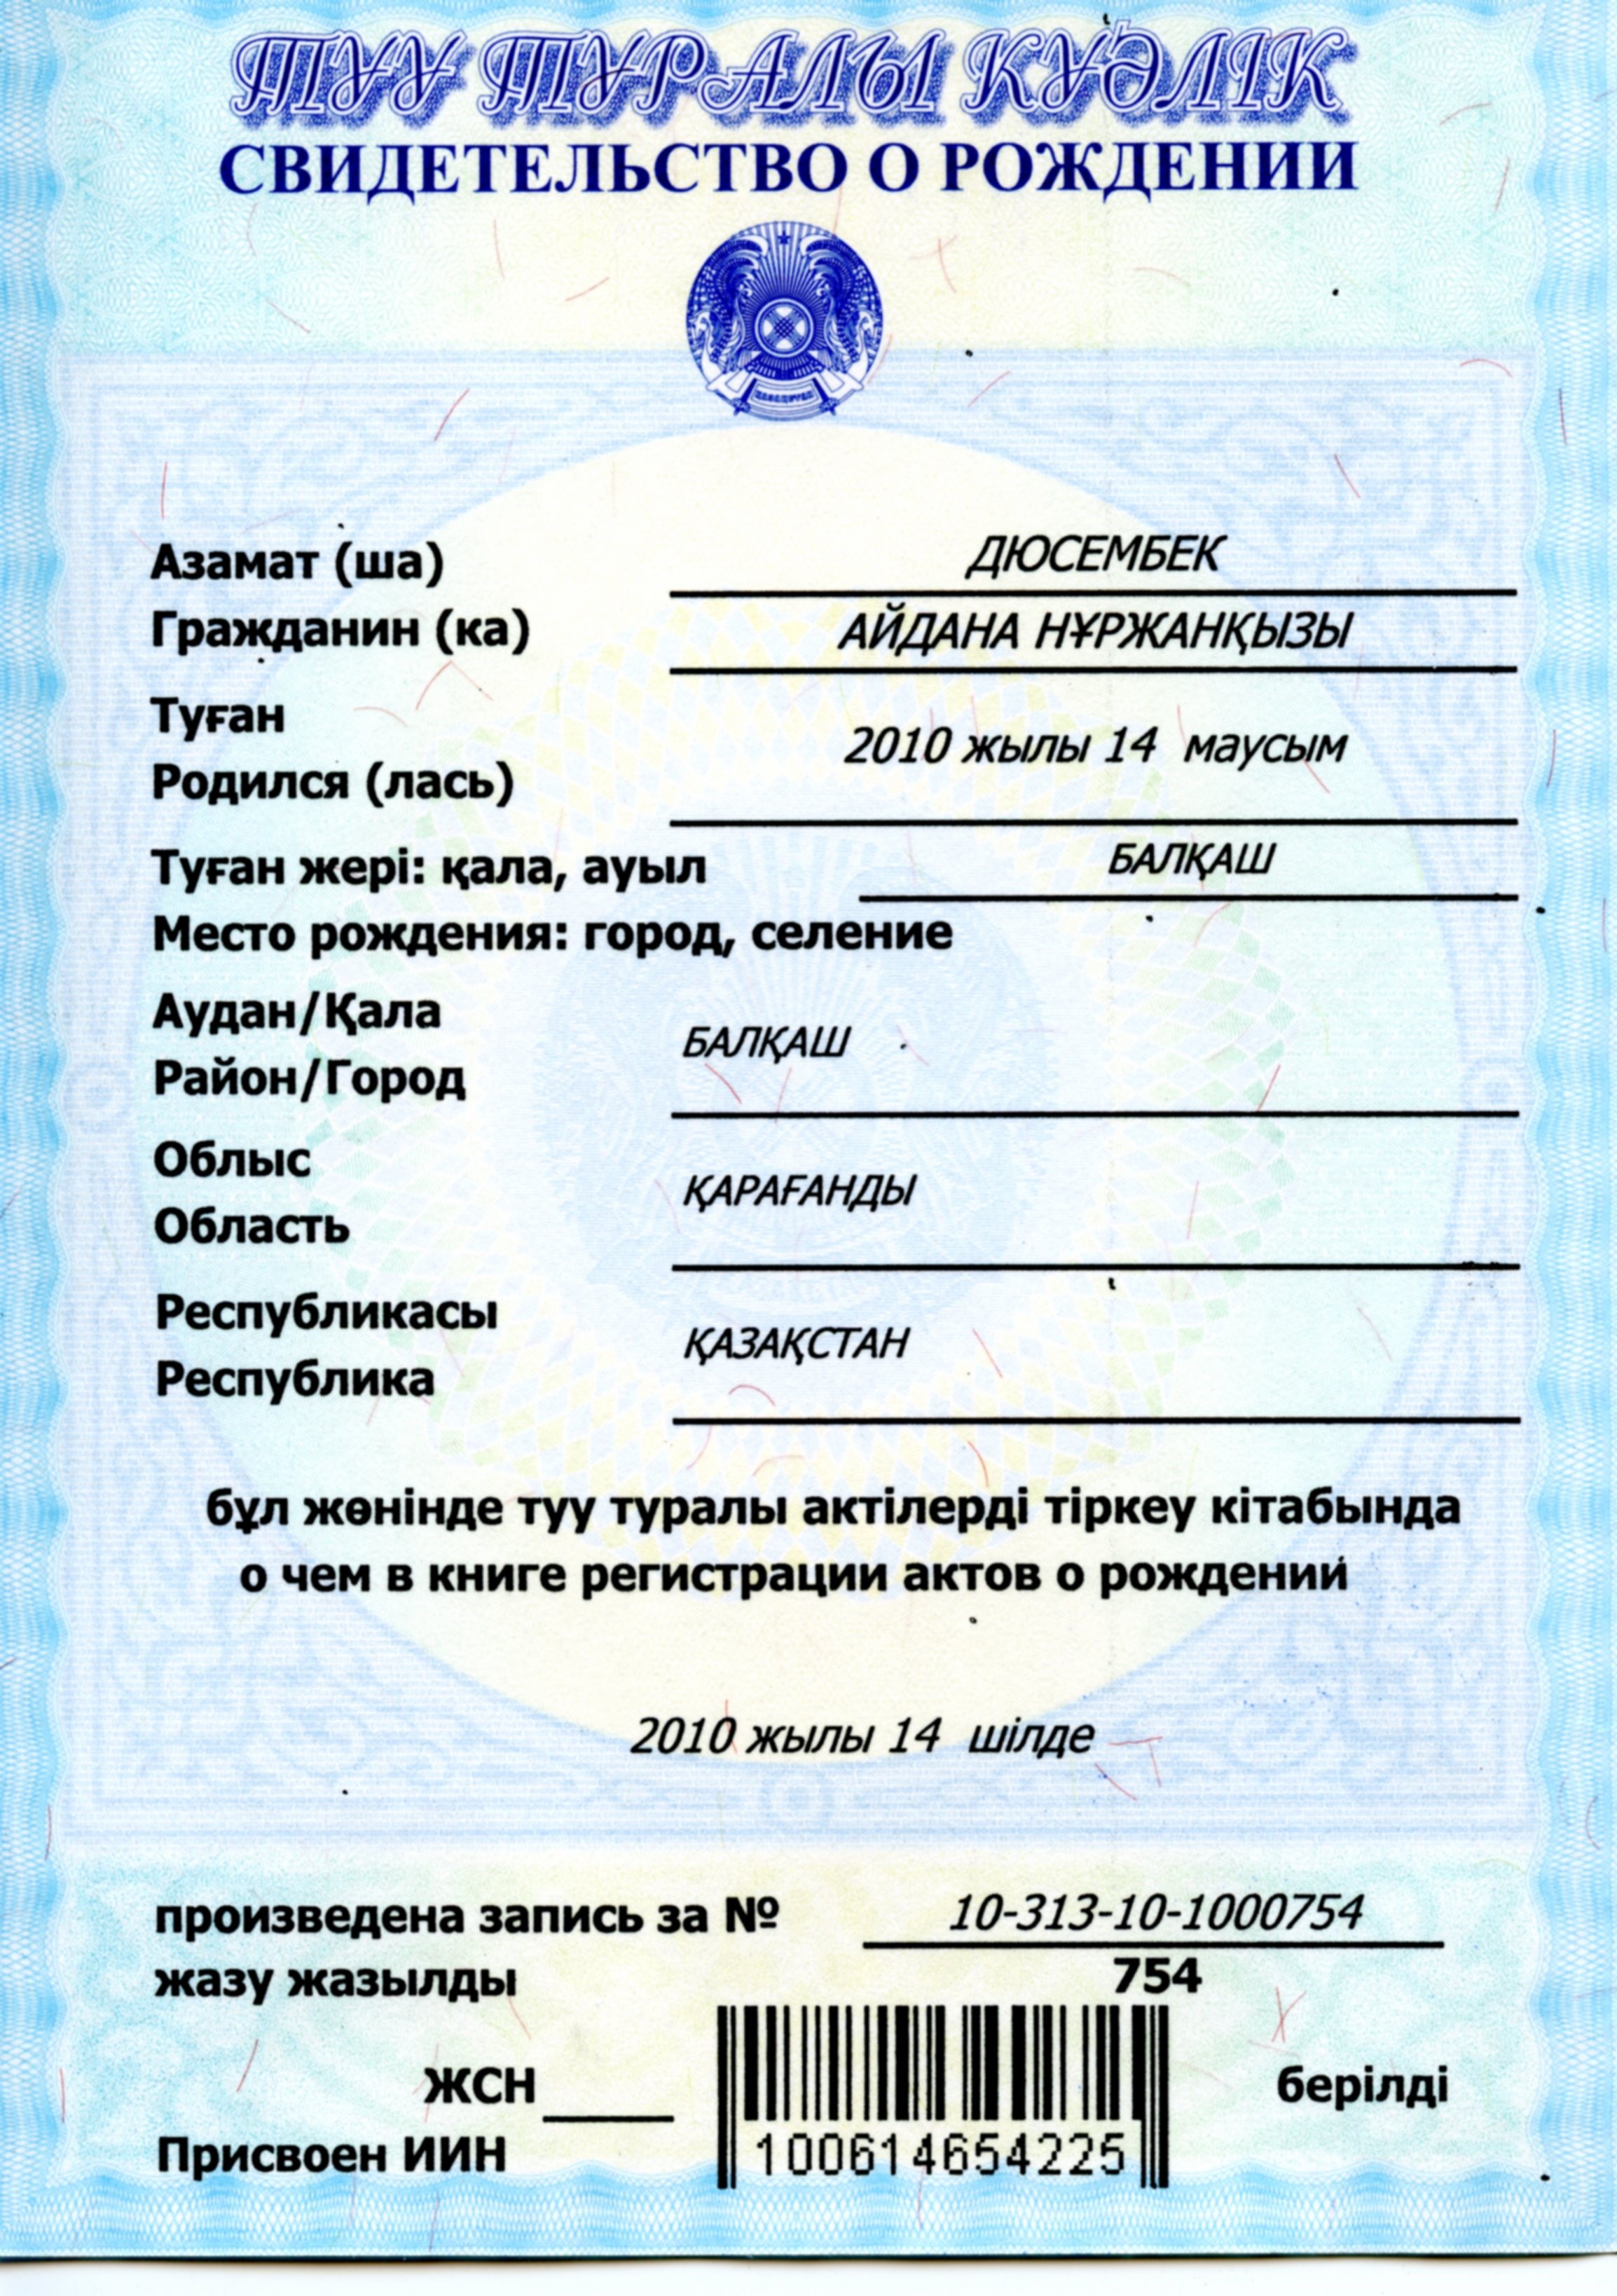 ТУУ ТУРАЛЫ КУӘЛІК
СВИДЕТЕЛЬСТВО О РОЖДЕНИИ
Азамат (ша)
ДЮСЕМБЕК
Гражданин (ка)
АЙДАНА НҰРЖАНҚЫЗЫ
Туған
2010 жылы 14 маусым
Родился (лась)
Туған жері: қала, ауыл
БАЛҚАШ
Место рождения: город, селение
Аудан/Қала
БАЛҚАШ
Район/Город
Облыс
ҚАРАҒАНДЫ
Область
Республикасы
ҚАЗАҚСТАН
Республика
бұл жөнінде туу туралы актілерді тіркеу кітабында
о чем в книге регистрации актов о рождении
2010 жылы 14 шілде
произведена запись за № 10-313-10-1000754
жазу жазылды
754
ЖСН
берілді
Присвоен ИИН
100614654225